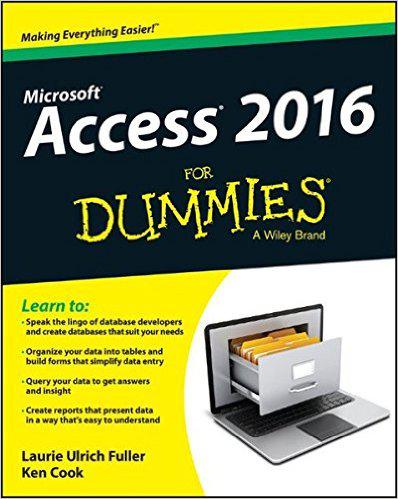 Making Everything Easier!™
Microsoft®
Access® 2016
FOR
DUMMIES®
A Wiley Brand
Learn to:
• Speak the lingo of database developers
and create databases that suit your needs
• Organize your data into tables and
build forms that simplify data entry
• Query your data to get answers
and insight
• Create reports that present data
in a way that's easy to understand
Laurie Ulrich Fuller
Ken Cook